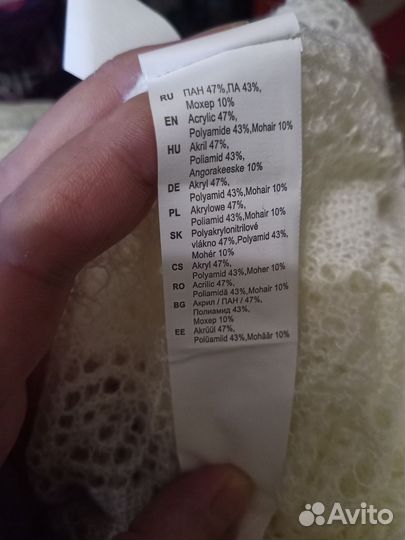 RU ПАН 47%,ПА 43%,
Мохер 10%
EN Acrylic 47%,
Polyamide 43%,Mohair 10%
HU Akril 47%,
Poliamid 43%,
Angorakeeske 10%
DE Akryl 47%,
Polyamid 43%,Mohair 10%
PL Akrylowe 47%,
Poliamid 43%,Mohair 10%
SK Polyakrylonitrilové
vlákno 47%,Polyamid 43%,
Mohér 10%
CS Akryl 47%,
Polyamid 43%,Moher 10%
RO Acrilic 47%,
Poliamidă 43%,Mohair 10%
BG Акрил / ПАН / 47%,
Полиамид 43%,
Мохер 10%
EE Akrüül 47%,
Polüamiid 43%,Mohäär 10%
Avito